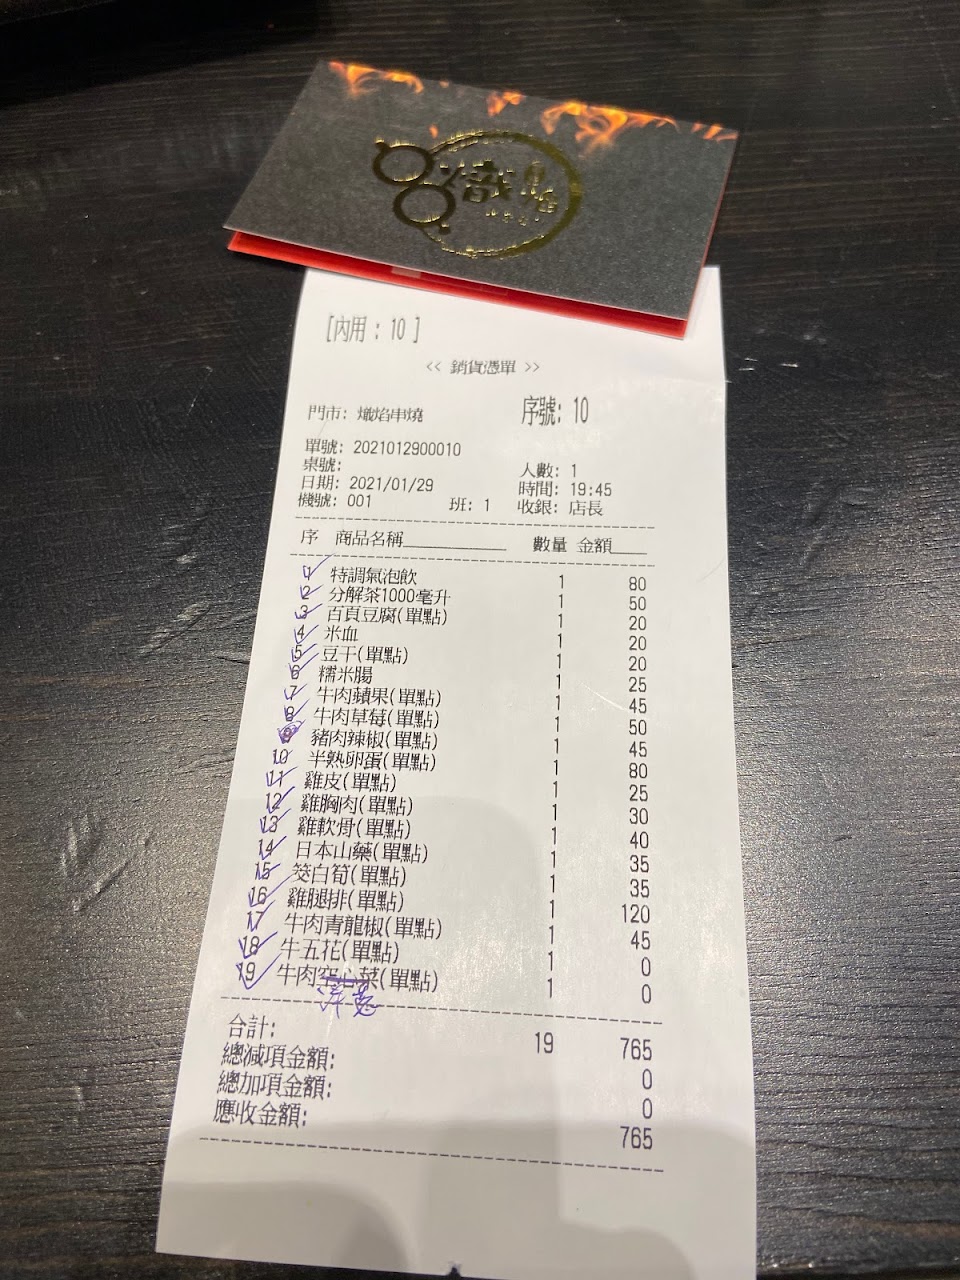 熾焰
[內用 : 10 ]
<< 銷貨憑單 >>
門市: 熾焰串燒 序號: 10
單號: 2021012900010
桌號: 人數: 1
日期: 2021/01/29 時間: 19:45
機號: 001 班: 1 收銀: 店長
序 商品名稱 數量 金額
1 特調氣泡飲 1 80
2 分解茶1000毫升 1 50
3 百頁豆腐(單點) 1 20
4 米血 1 20
5 豆干(單點) 1 20
6 糯米腸 1 25
7 牛肉蘋果(單點) 1 45
8 牛肉草莓(單點) 1 50
9 豬肉辣椒(單點) 1 45
10 半熟卵蛋(單點) 1 80
11 雞皮(單點) 1 25
12 雞胸肉(單點) 1 30
13 雞軟骨(單點) 1 40
14 日本山藥(單點) 1 35
15 筊白筍(單點) 1 35
16 雞腿排(單點) 1 120
17 牛肉青龍椒(單點) 1 45
18 牛五花(單點) 1 0
19 牛肉空心菜(單點) 1 0
洋蔥
合計: 19 765
總減項金額: 0
總加項金額: 0
應收金額: 765